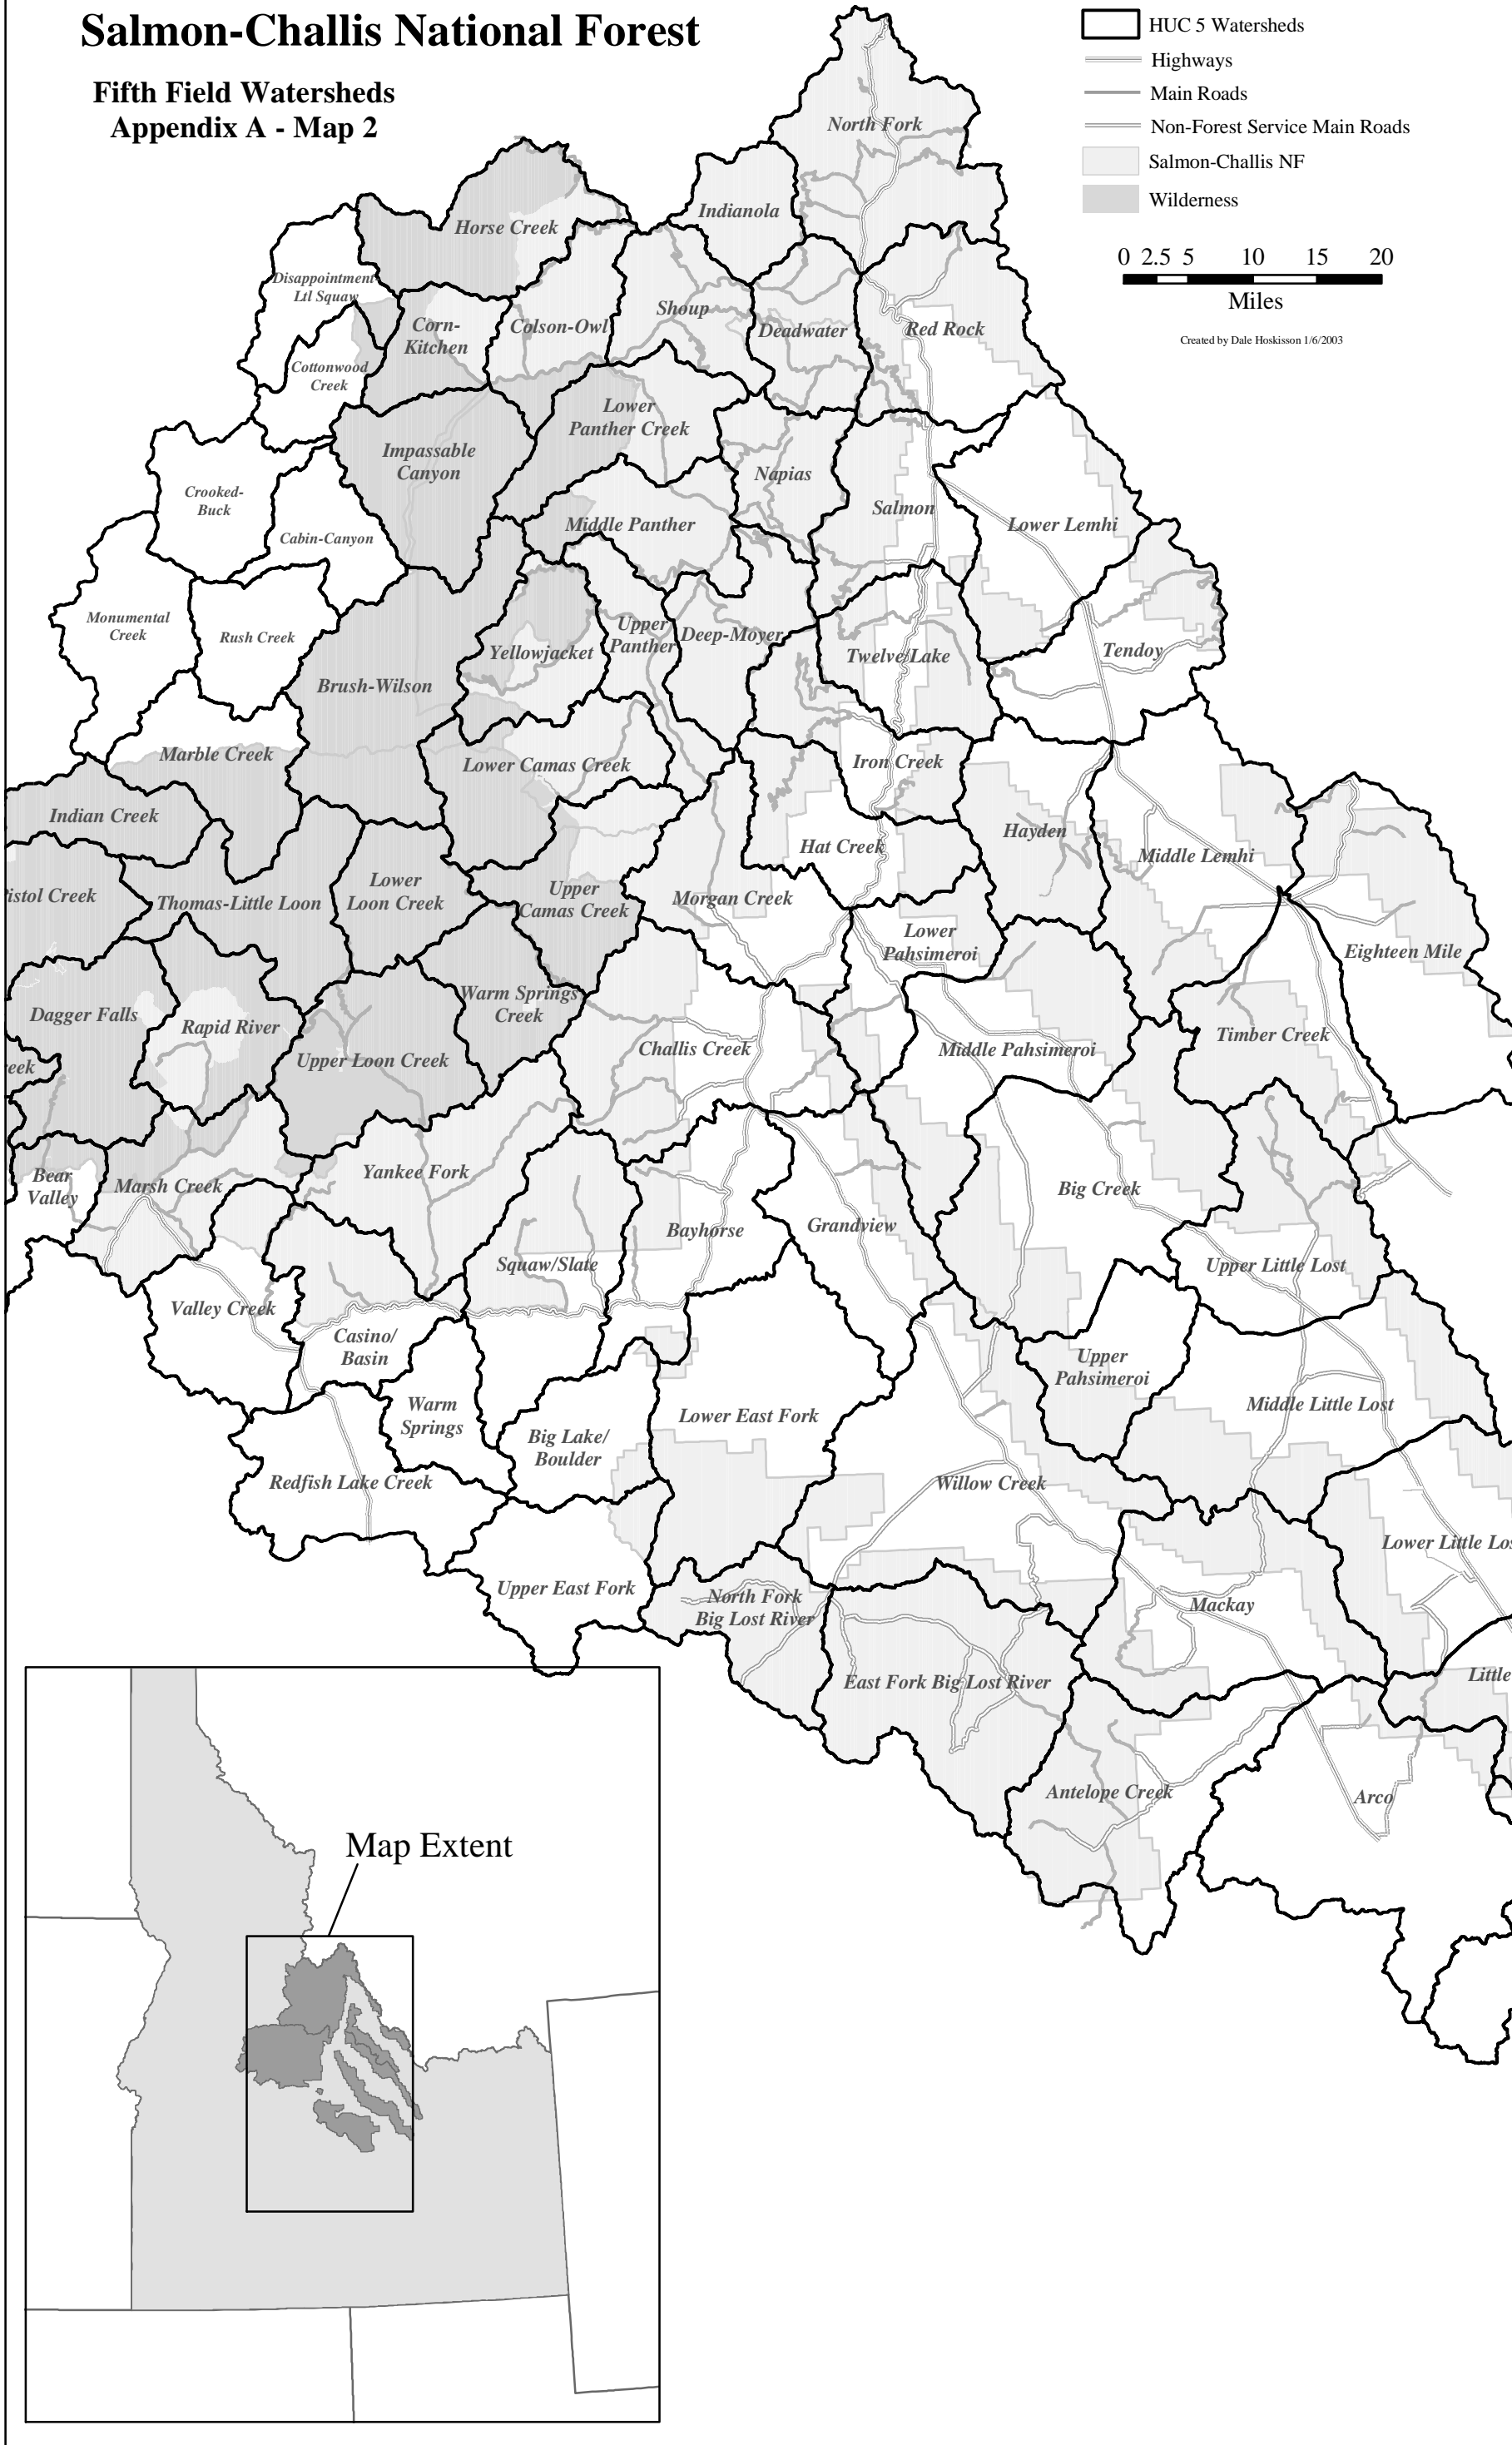 Salmon-Challis National Forest
Fifth Field Watersheds
Appendix A - Map 2
HUC 5 Watersheds
Highways
Main Roads
Non-Forest Service Main Roads
Salmon-Challis NF
Wilderness
0 2.5 5 10 15 20
Miles
Created by Dale Hoskisson 1/6/2003
North Fork
Indianola
Horse Creek
Disappointment
Ltl Squaw
Corn-
Kitchen
Colson-Owl
Shoup
Deadwater
Red Rock
Cottonwood
Creek
Lower
Panther Creek
Impassable
Canyon
Napias
Crooked-
Buck
Salmon
Middle Panther
Lower Lemhi
Cabin-Canyon
Monumental
Creek
Rush Creek
Upper
Panther
Deep-Moyer
Yellowjacket
Twelve/Lake
Tendoy
Brush-Wilson
Marble Creek
Lower Camas Creek
Iron Creek
Indian Creek
Hayden
Hat Creek
Middle Lemhi
istol Creek
Thomas-Little Loon
Lower
Loon Creek
Upper
Camas Creek
Morgan Creek
Lower
Pahsimeroi
Eighteen Mile
Dagger Falls
Rapid River
Warm Springs
Creek
Upper Loon Creek
Challis Creek
Middle Pahsimeroi
Timber Creek
eek
Bear
Valley
Marsh Creek
Yankee Fork
Big Creek
Bayhorse
Grandview
Squaw/Slate
Upper Little Lost
Valley Creek
Casino/
Basin
Upper
Pahsimeroi
Warm
Springs
Lower East Fork
Middle Little Lost
Big Lake/
Boulder
Redfish Lake Creek
Willow Creek
Lower Little Los
Upper East Fork
North Fork
Big Lost River
Mackay
East Fork Big Lost River
Little
Antelope Creek
Arco
Map Extent